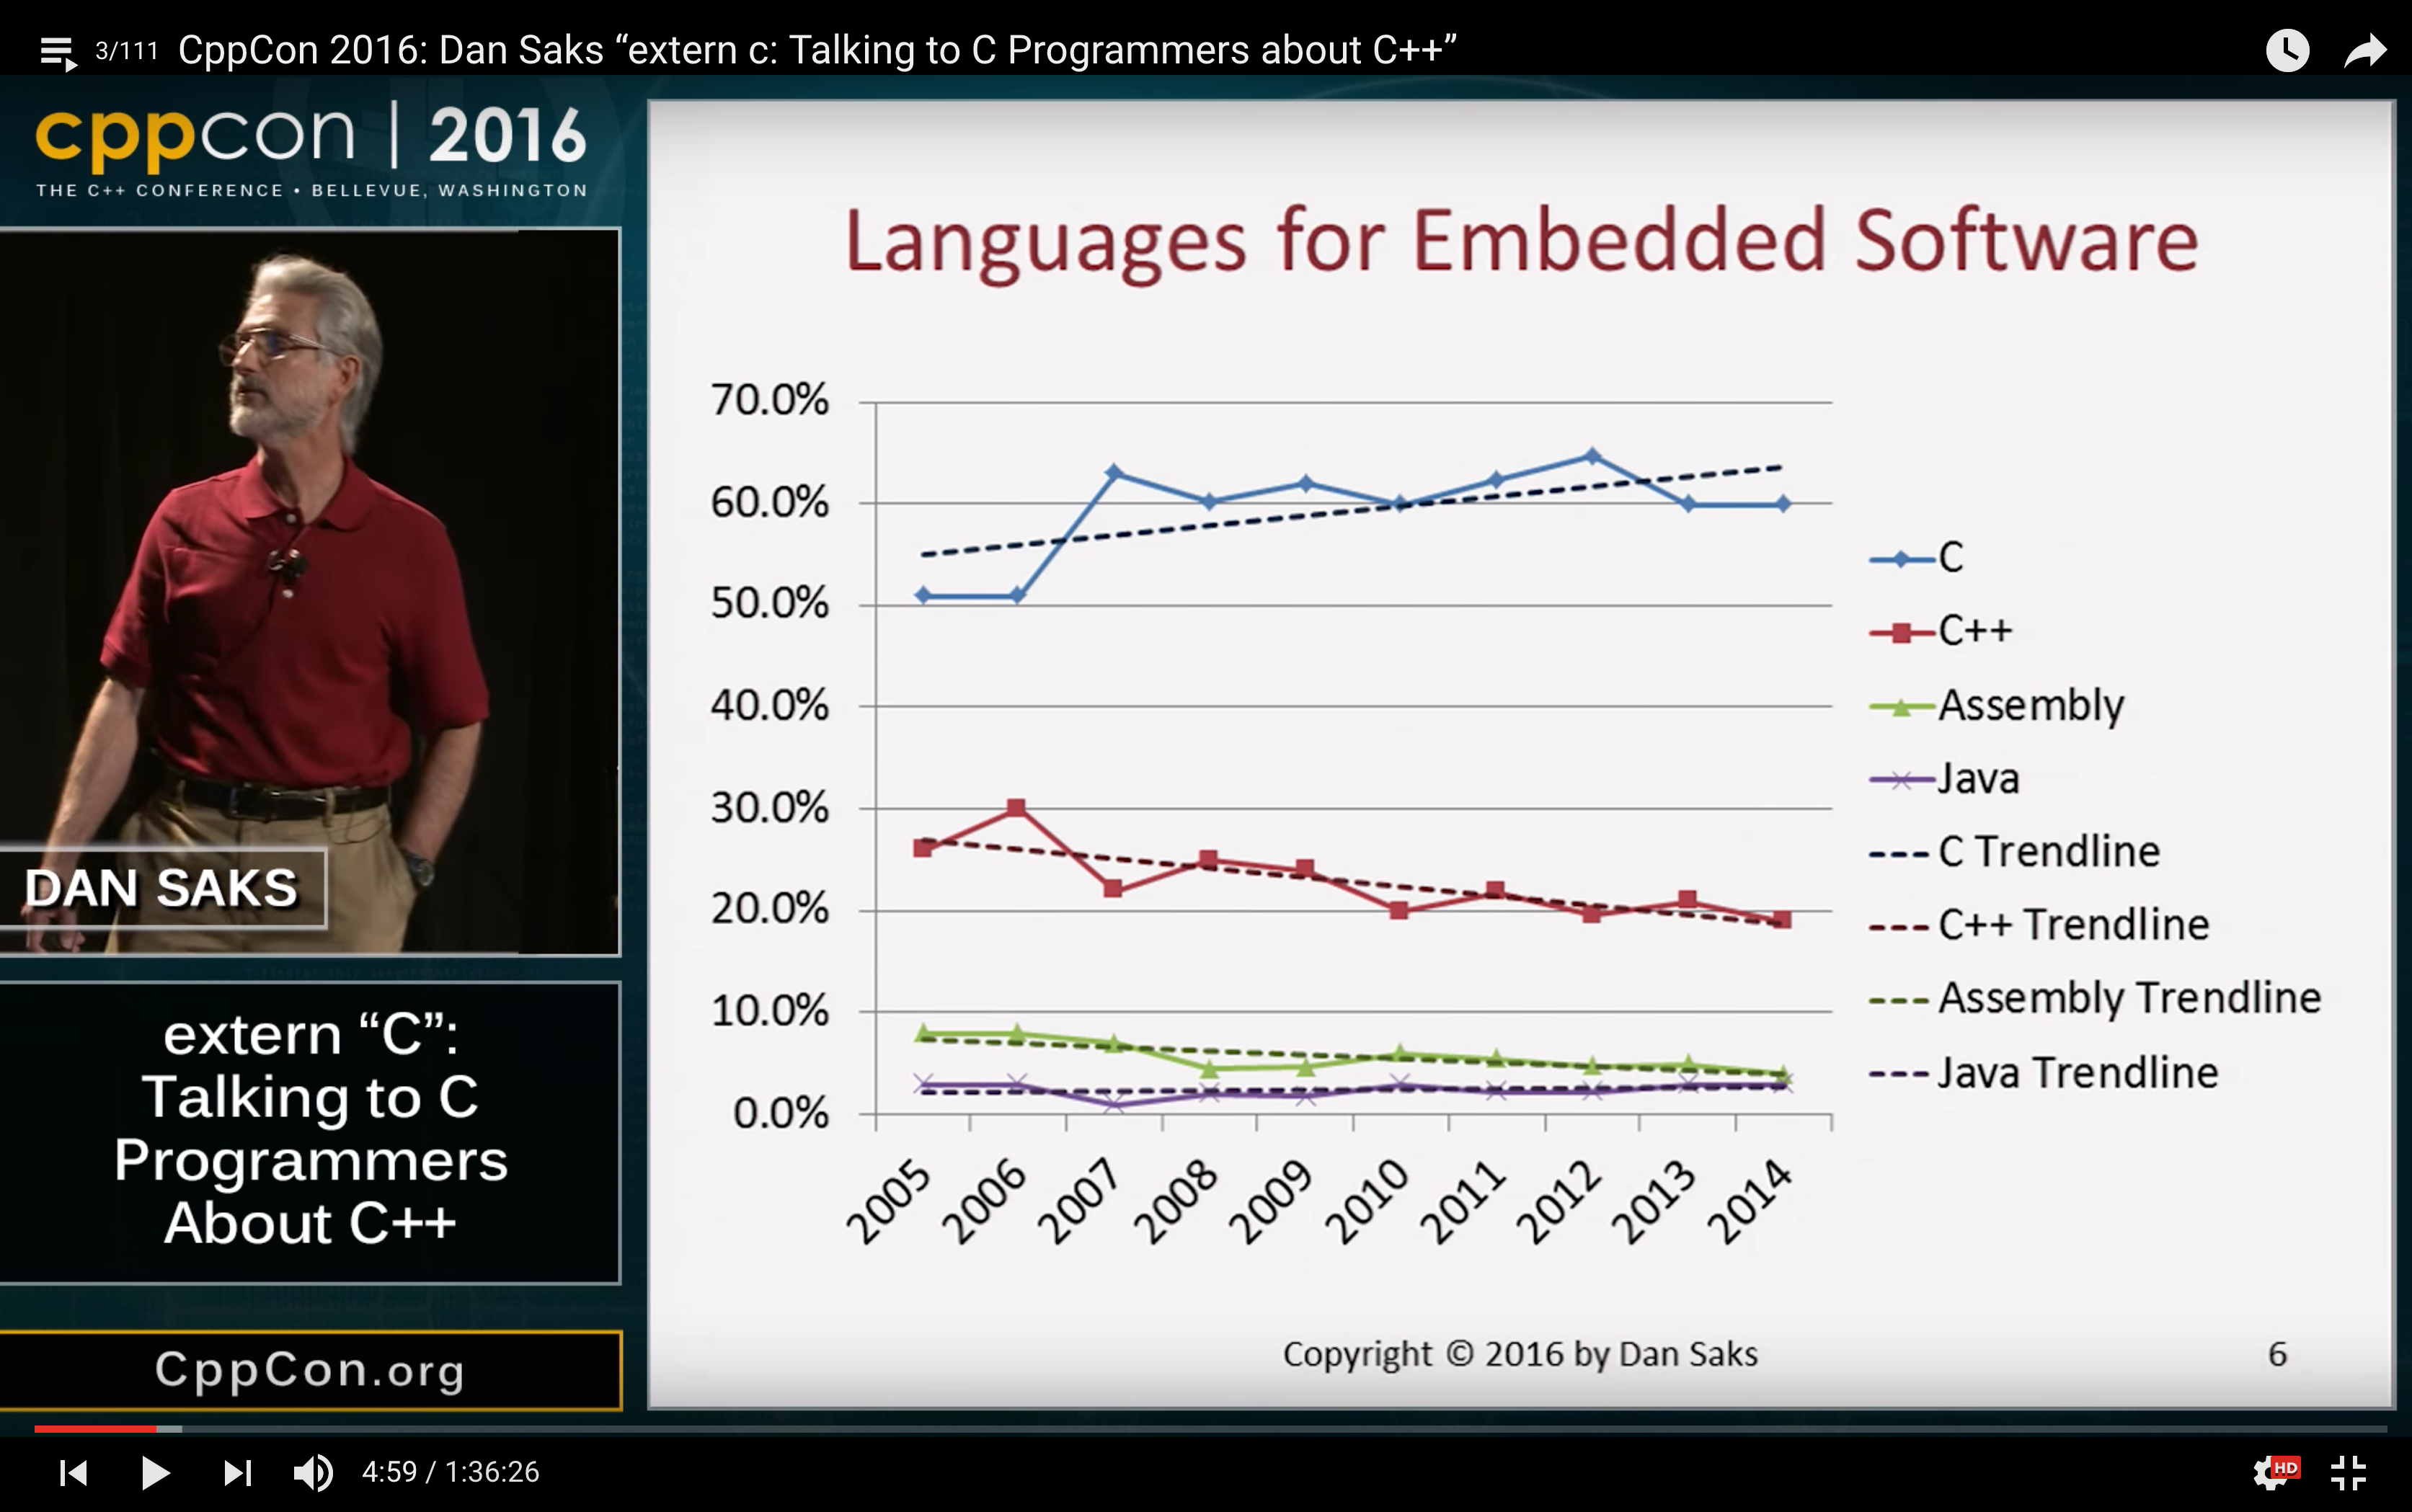 3/111 CppCon 2016: Dan Saks “extern c: Talking to C Programmers about C++”
cppcon | 2016
THE C++ CONFERENCE • BELLEVUE, WASHINGTON
DAN SAKS
extern “C”:
Talking to C
Programmers
About C++
CppCon.org
Languages for Embedded Software
70.0%
60.0%
50.0%
40.0%
30.0%
20.0%
10.0%
0.0%
2005
2006
2007
2008
2009
2010
2011
2012
2013
2014
C
C++
Assembly
Java
C Trendline
C++ Trendline
Assembly Trendline
Java Trendline
Copyright © 2016 by Dan Saks
6
4:59 / 1:36:26
HD